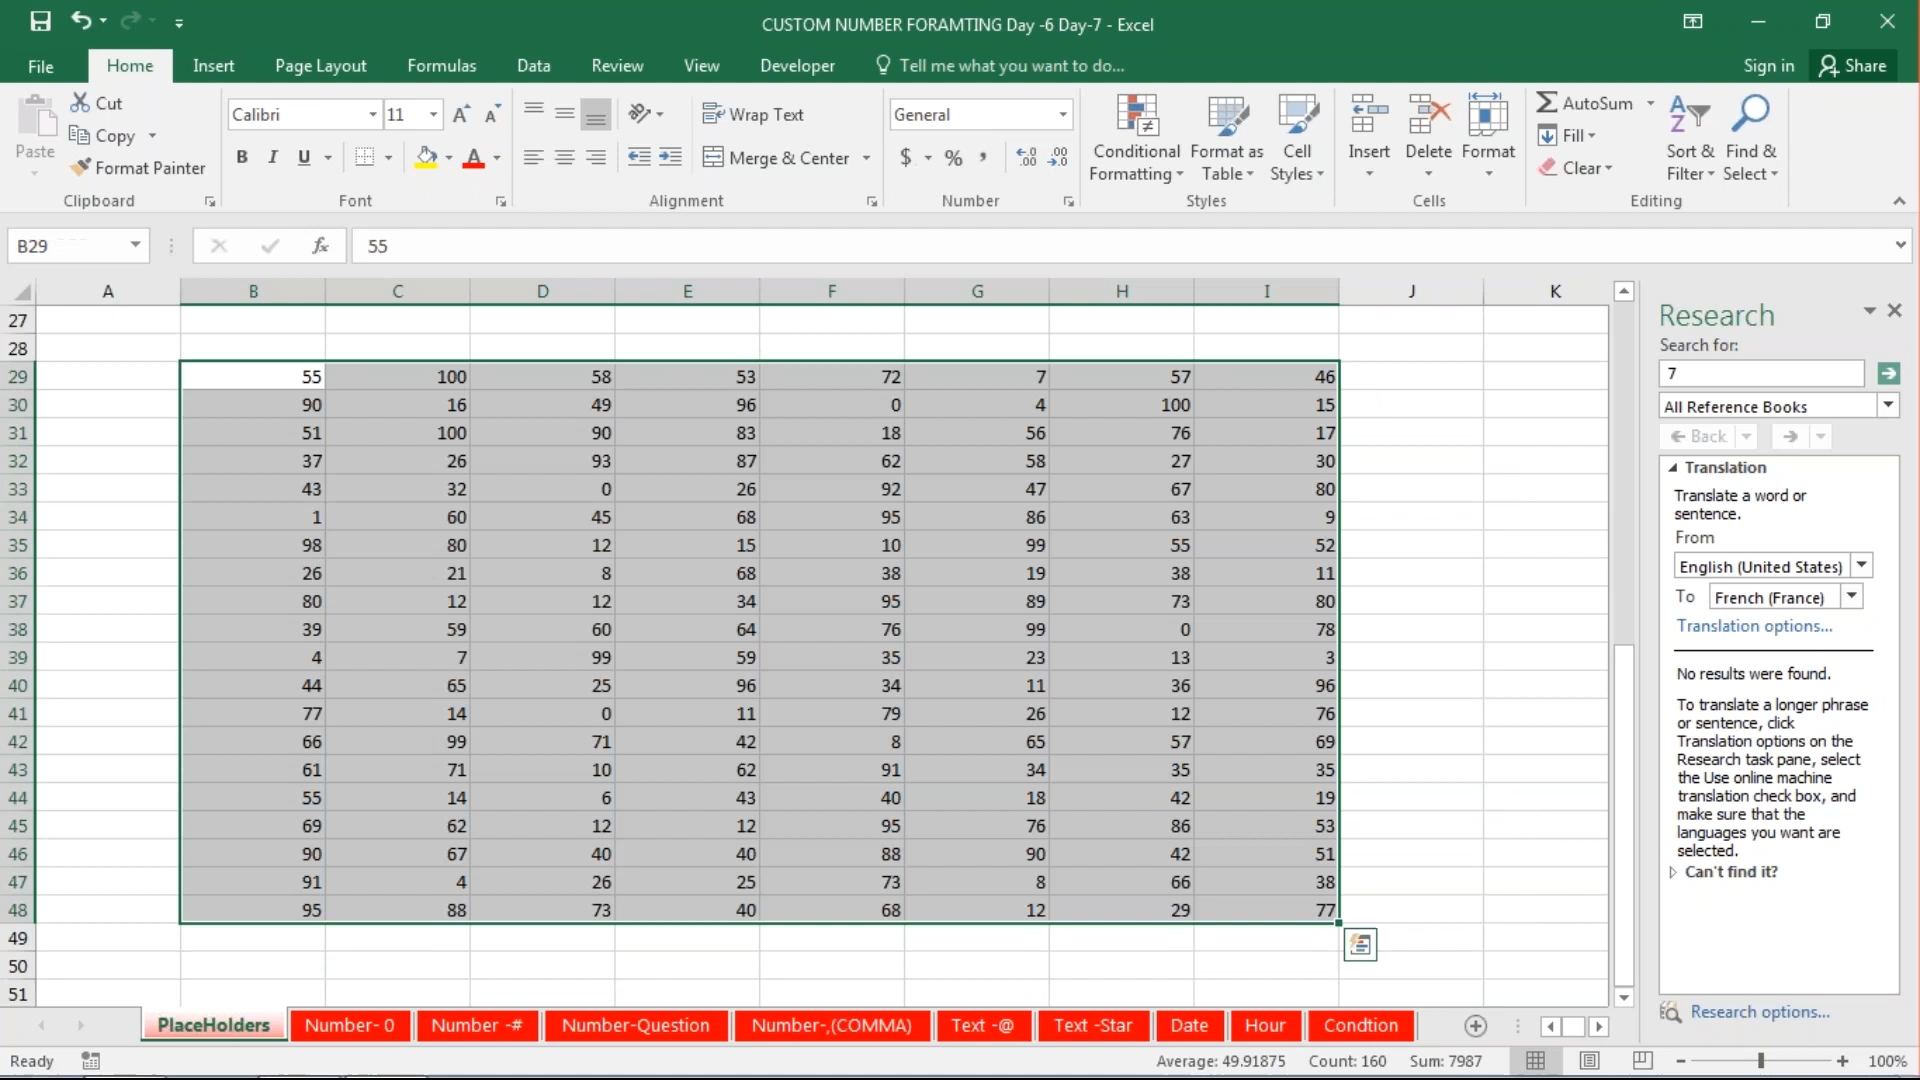 CUSTOM NUMBER FORAMTING Day -6 Day-7 - Excel
File Home Insert Page Layout Formulas Data Review View Developer Tell me what you want to do... Sign in Share
Paste Cut Copy Format Painter Clipboard
Calibri 11 B I U A Font
Wrap Text Merge & Center Alignment
General $ % , .00 .0 Number
Conditional Formatting Format as Table Cell Styles Styles
Insert Delete Format Cells
AutoSum Fill Clear Sort & Filter Find & Select Editing
B29 fx 55
A B C D E F G H I J K
27
28
29 55 100 58 53 72 7 57 46
30 90 16 49 96 0 4 100 15
31 51 100 90 83 18 56 76 17
32 37 26 93 87 62 58 27 30
33 43 32 0 26 92 47 67 80
34 1 60 45 68 95 86 63 9
35 98 80 12 15 10 99 55 52
36 26 21 8 68 38 19 38 11
37 80 12 12 34 95 89 73 80
38 39 59 60 64 76 99 0 78
39 4 7 99 59 35 23 13 3
40 44 65 25 96 34 11 36 96
41 77 14 0 11 79 26 12 76
42 66 99 71 42 8 65 57 69
43 61 71 10 62 91 34 35 35
44 55 14 6 43 40 18 42 19
45 69 62 12 12 95 76 86 53
46 90 67 40 40 88 90 42 51
47 91 4 26 25 73 8 66 38
48 95 88 73 40 68 12 29 77
49
50
51
Research
Search for:
7
All Reference Books
Back
Translation
Translate a word or
sentence.
From
English (United States)
To French (France)
Translation options...
No results were found.
To translate a longer phrase
or sentence, click
Translation options on the
Research task pane, select
the Use online machine
translation check box, and
make sure that the
languages you want are
selected.
Can't find it?
Research options...
PlaceHolders Number- 0 Number -# Number-Question Number-,(COMMA) Text -@ Text -Star Date Hour Condtion
Ready Average: 49.91875 Count: 160 Sum: 7987 100%